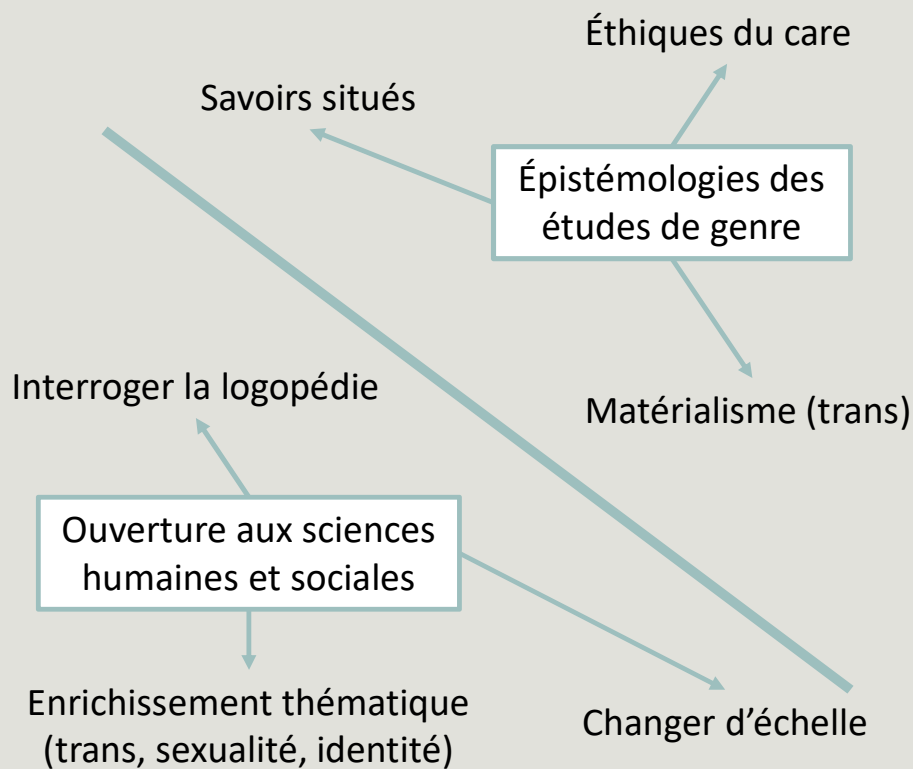 Éthiques du care
Savoirs situés
Épistémologies des
études de genre
Matérialisme (trans)
Interroger la logopédie
Ouverture aux sciences
humaines et sociales
Enrichissement thématique
(trans, sexualité, identité)
Changer d’échelle